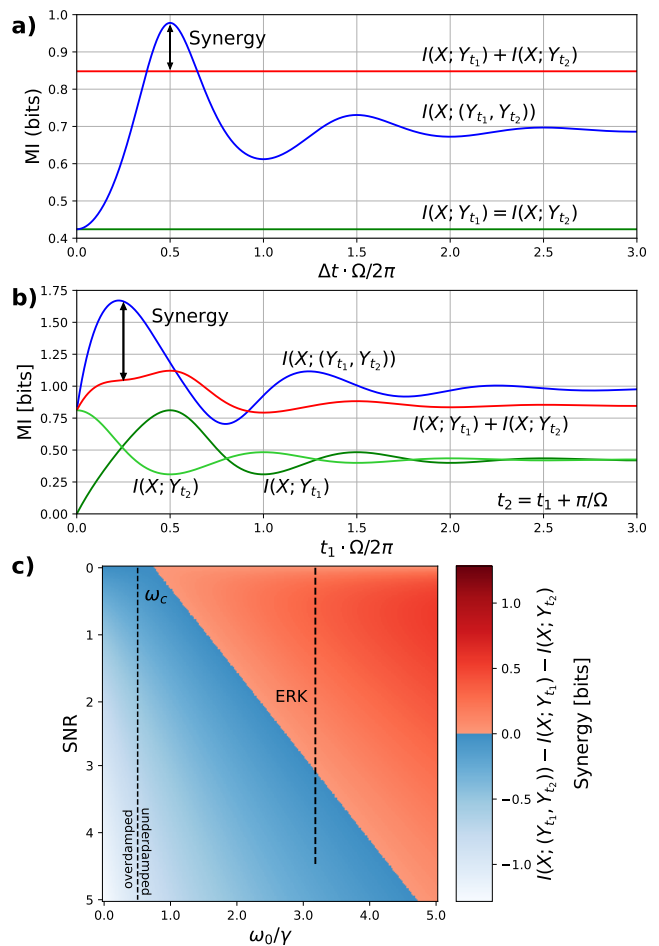 a)
1.0
0.9
0.8
0.7
0.6
0.5
0.4
MI (bits)
Synergy
I(X; Y_{t_1}) + I(X; Y_{t_2})
I(X; (Y_{t_1}, Y_{t_2}))
I(X; Y_{t_1}) = I(X; Y_{t_2})
0.0 0.5 1.0 1.5 2.0 2.5 3.0
Δt · Ω/2π
b)
1.75
1.50
1.25
1.00
0.75
0.50
0.25
0.00
MI [bits]
Synergy
I(X; (Y_{t_1}, Y_{t_2}))
I(X; Y_{t_1}) + I(X; Y_{t_2})
I(X; Y_{t_2})
I(X; Y_{t_1})
t_2 = t_1 + π/Ω
0.0 0.5 1.0 1.5 2.0 2.5 3.0
t_1 · Ω/2π
c)
0
1
2
3
4
5
SNR
ω_c
ERK
overdamped
underdamped
0.0 1.0 2.0 3.0 4.0 5.0
ω_0/γ
1.0
0.5
0.0
−0.5
−1.0
I(X; (Y_{t_1}, Y_{t_2})) − I(X; Y_{t_1}) − I(X; Y_{t_2})
Synergy [bits]